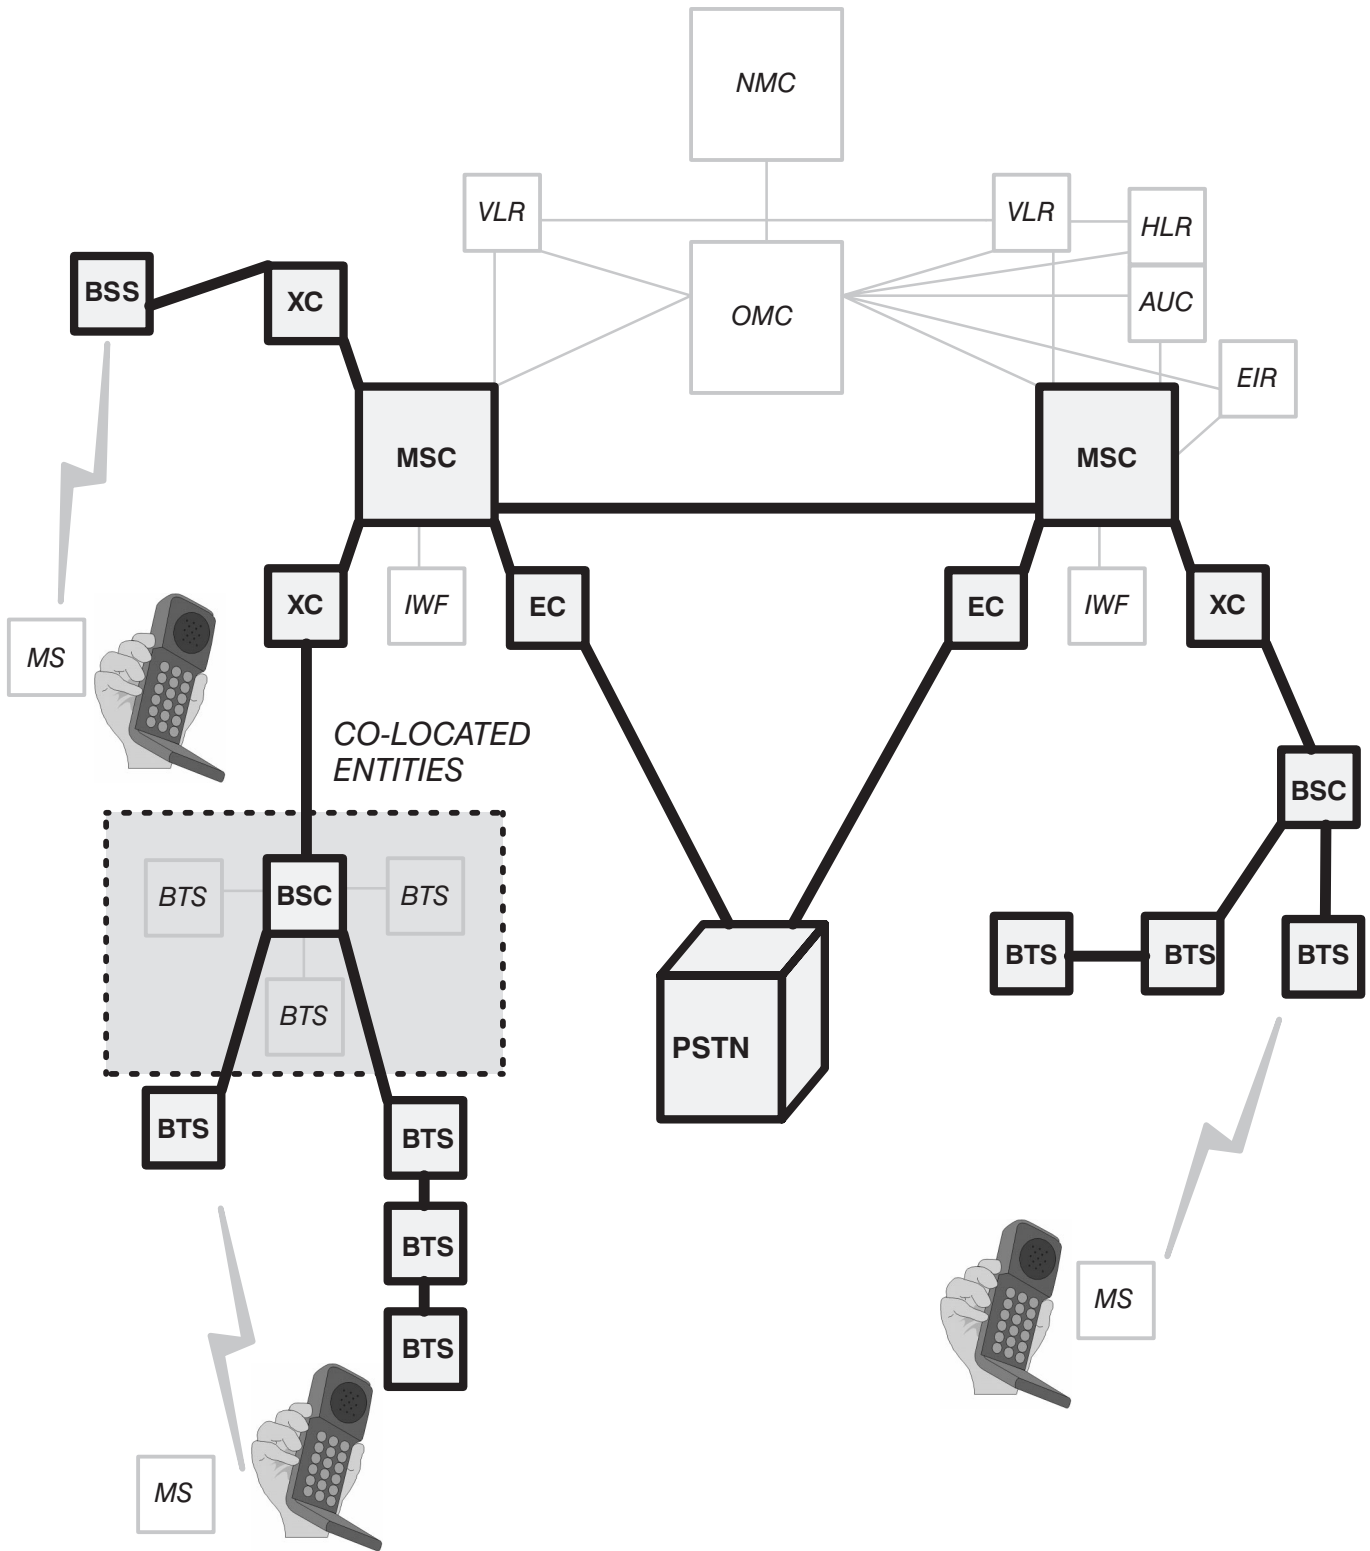 NMC
VLR
VLR
HLR
BSS
XC
OMC
AUC
EIR
MSC
MSC
XC
IWF
EC
EC
IWF
XC
MS
CO-LOCATED
ENTITIES
BSC
BTS
BSC
BTS
BTS
BTS
BTS
BTS
PSTN
BTS
BTS
BTS
BTS
MS
BTS
MS